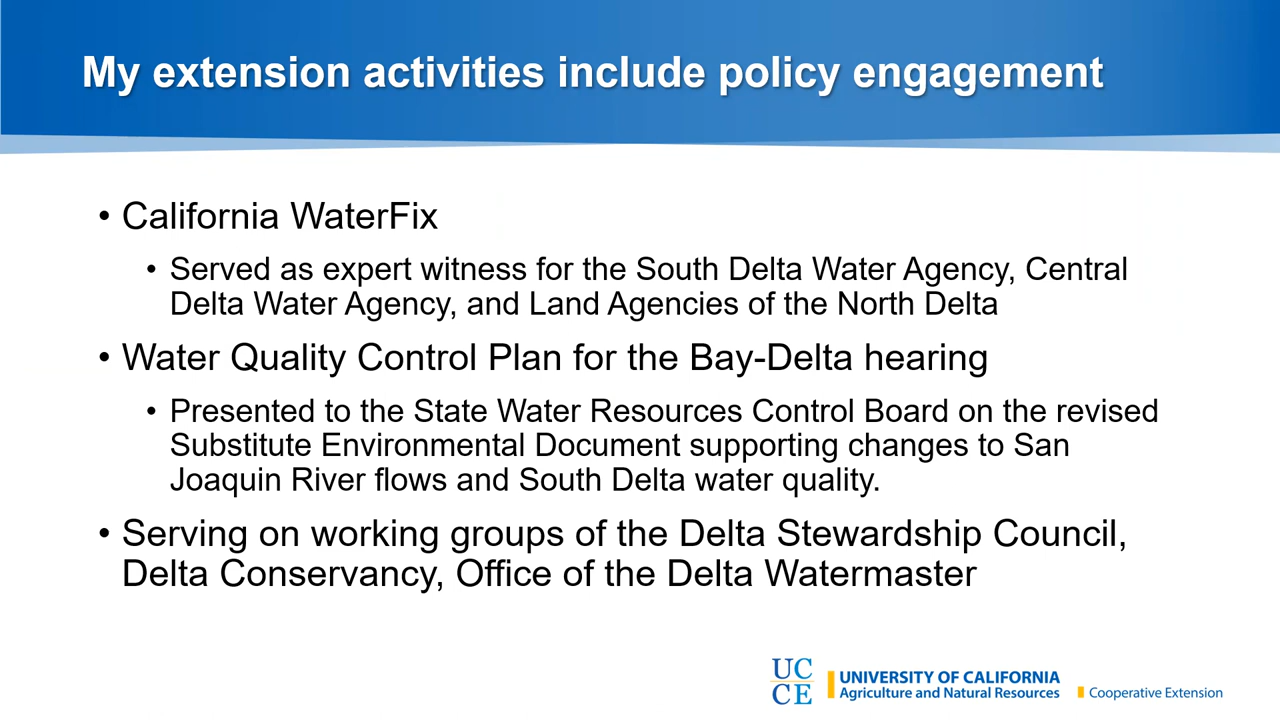 My extension activities include policy engagement
• California WaterFix
• Served as expert witness for the South Delta Water Agency, Central
Delta Water Agency, and Land Agencies of the North Delta
• Water Quality Control Plan for the Bay-Delta hearing
• Presented to the State Water Resources Control Board on the revised
Substitute Environmental Document supporting changes to San
Joaquin River flows and South Delta water quality.
• Serving on working groups of the Delta Stewardship Council,
Delta Conservancy, Office of the Delta Watermaster
UC
CE
UNIVERSITY OF CALIFORNIA
Agriculture and Natural Resources
Cooperative Extension